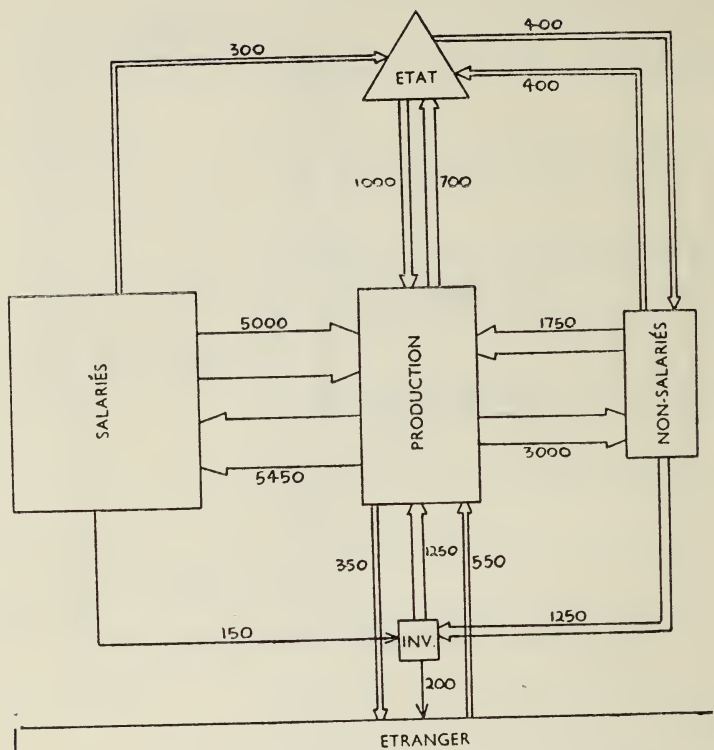 400
300
ETAT
400
1000
700
5000
1750
SALARIÉS
PRODUCTION
NON-SALARIÉS
5450
3000
350
1250
550
150
INV.
1250
200
ETRANGER